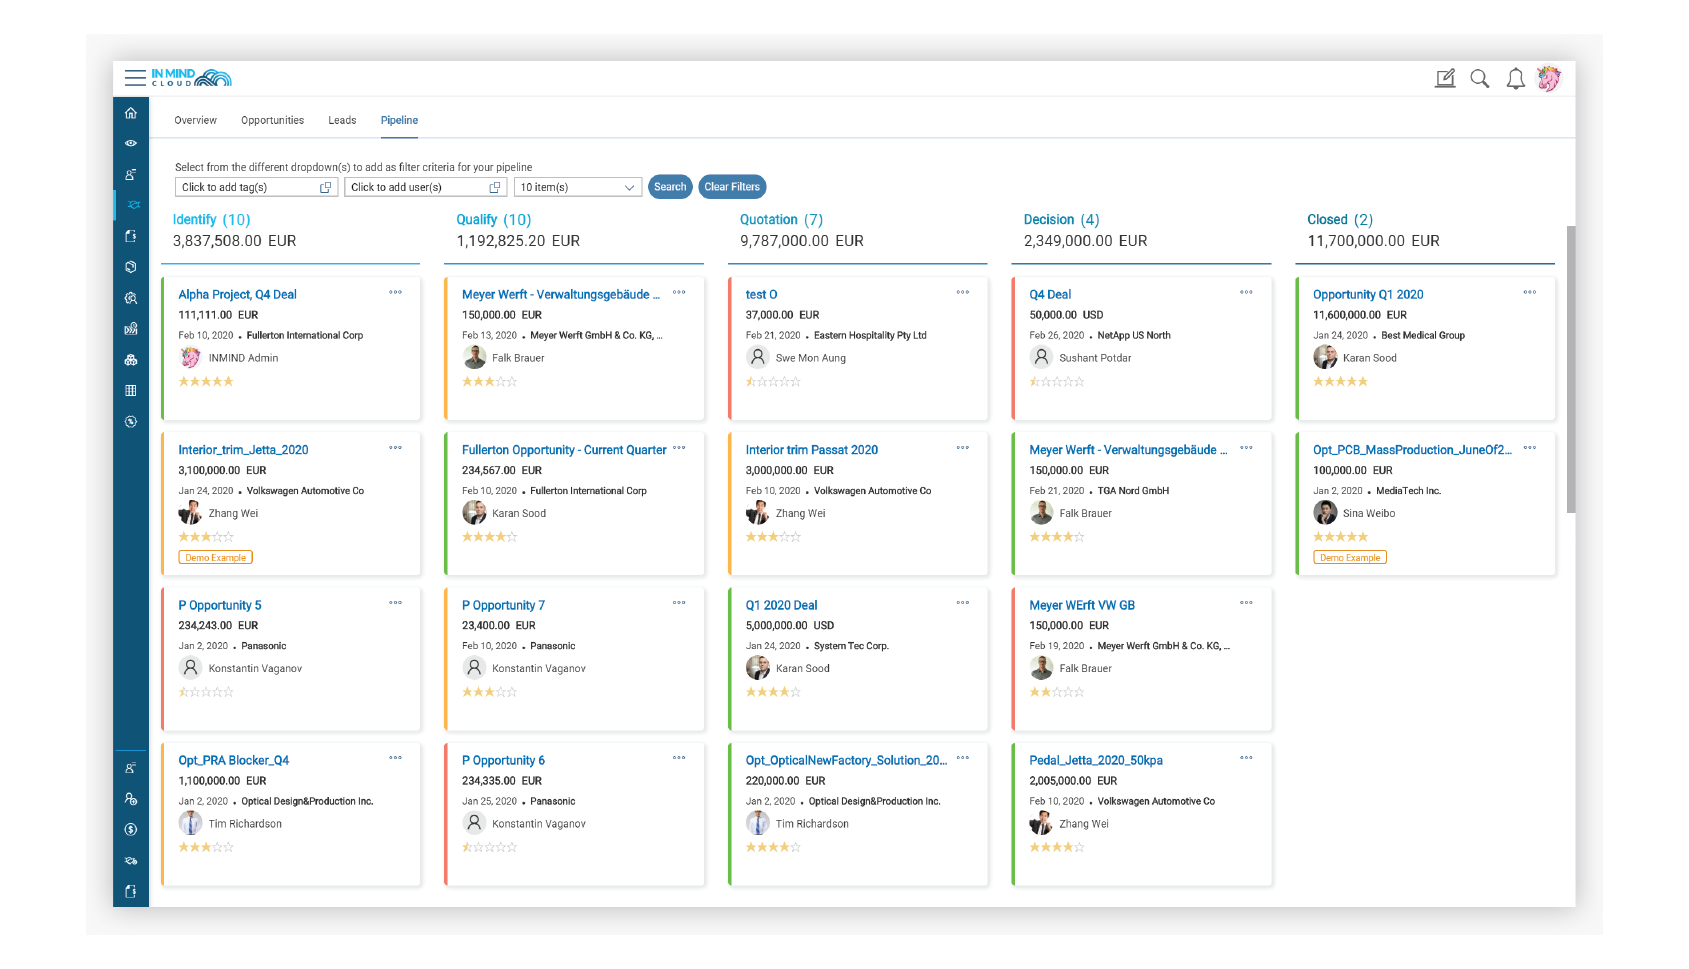 IN MIND
CLOUD
Overview Opportunities Leads Pipeline
Select from the different dropdown(s) to add as filter criteria for your pipeline
Click to add tag(s) Click to add user(s) 10 item(s) Search Clear Filters
Identify (10)
3,837,508.00 EUR
Alpha Project, Q4 Deal
111,111.00 EUR
Feb 10, 2020 • Fullerton International Corp
INMIND Admin
Interior_trim_Jetta_2020
3,100,000.00 EUR
Jan 24, 2020 • Volkswagen Automotive Co
Zhang Wei
Demo Example
P Opportunity 5
234,243.00 EUR
Jan 2, 2020 • Panasonic
Konstantin Vaganov
Opt_PRA Blocker_Q4
1,100,000.00 EUR
Jan 2, 2020 • Optical Design&Production Inc.
Tim Richardson
Qualify (10)
1,192,825.20 EUR
Meyer Werft - Verwaltungsgebäude ...
150,000.00 EUR
Feb 13, 2020 • Meyer Werft GmbH & Co. KG, ...
Falk Brauer
Fullerton Opportunity - Current Quarter
234,567.00 EUR
Feb 10, 2020 • Fullerton International Corp
Karan Sood
P Opportunity 7
23,400.00 EUR
Feb 10, 2020 • Panasonic
Konstantin Vaganov
P Opportunity 6
234,335.00 EUR
Jan 25, 2020 • Panasonic
Konstantin Vaganov
Quotation (7)
9,787,000.00 EUR
test O
37,000.00 EUR
Feb 21, 2020 • Eastern Hospitality Pty Ltd
Swe Mon Aung
Interior trim Passat 2020
3,000,000.00 EUR
Feb 10, 2020 • Volkswagen Automotive Co
Zhang Wei
Q1 2020 Deal
5,000,000.00 USD
Jan 24, 2020 • System Tec Corp.
Karan Sood
Opt_OpticalNewFactory_Solution_20...
220,000.00 EUR
Jan 2, 2020 • Optical Design&Production Inc.
Tim Richardson
Decision (4)
2,349,000.00 EUR
Q4 Deal
50,000.00 USD
Feb 26, 2020 • NetApp US North
Sushant Potdar
Meyer Werft - Verwaltungsgebäude ...
150,000.00 EUR
Feb 21, 2020 • TGA Nord GmbH
Falk Brauer
Meyer WErft VW GB
150,000.00 EUR
Feb 19, 2020 • Meyer Werft GmbH & Co. KG, ...
Falk Brauer
Pedal_Jetta_2020_50kpa
2,005,000.00 EUR
Feb 10, 2020 • Volkswagen Automotive Co
Zhang Wei
Closed (2)
11,700,000.00 EUR
Opportunity Q1 2020
11,600,000.00 EUR
Jan 24, 2020 • Best Medical Group
Karan Sood
Opt_PCB_MassProduction_JuneOf2...
100,000.00 EUR
Jan 2, 2020 • MediaTech Inc.
Sina Weibo
Demo Example